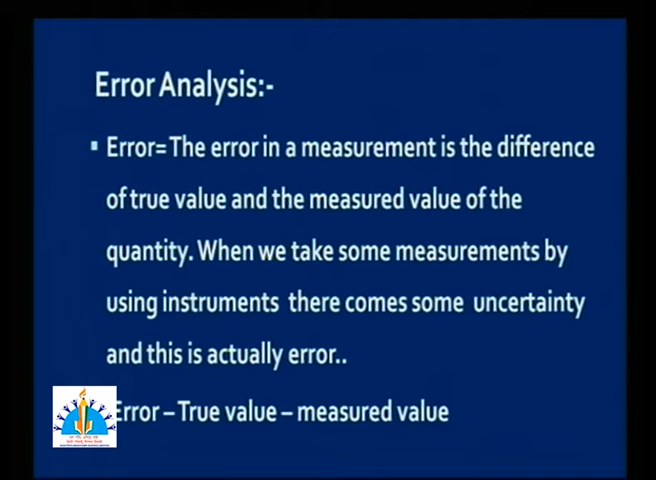 Error Analysis:-
▪ Error= The error in a measurement is the difference
of true value and the measured value of the
quantity. When we take some measurements by
using instruments there comes some uncertainty
and this is actually error..
Error – True value – measured value